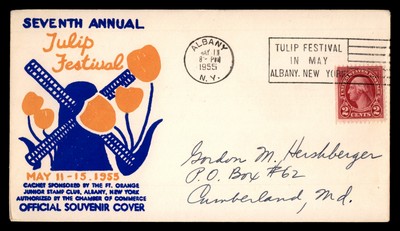 SEVENTH ANNUAL
Tulip
Festival
MAY 11-15, 1955
CACHET SPONSORED BY THE FT. ORANGE
JUNIOR STAMP CLUB, ALBANY, NEW YORK
AUTHORIZED BY THE CHAMBER OF COMMERCE
OFFICIAL SOUVENIR COVER
ALBANY
1955
N.Y.
TULIP FESTIVAL
IN MAY
ALBANY, NEW YORK
2 CENTS 2
Gordon M. Hershberger
P.O. Box #62
Cumberland, Md.